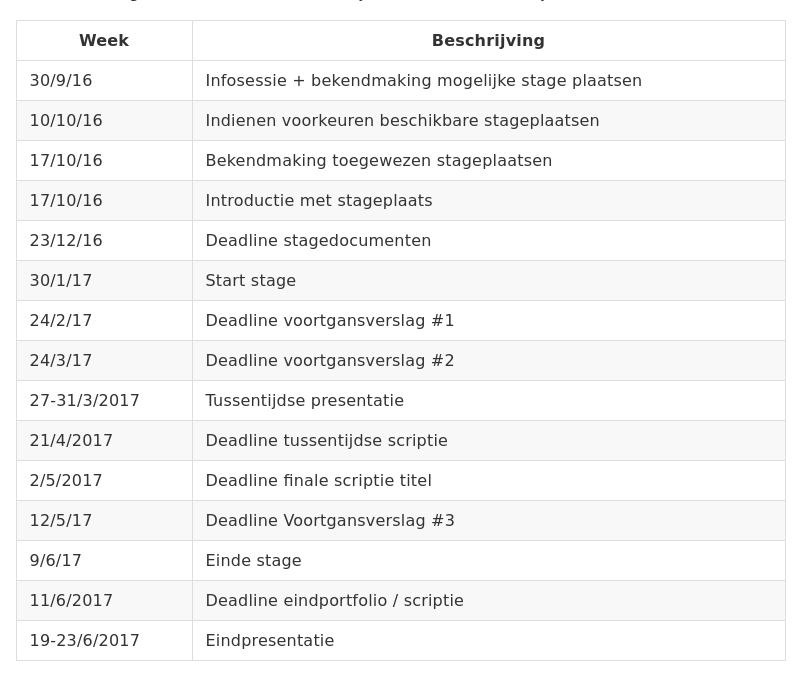 Week Beschrijving
30/9/16 Infosessie + bekendmaking mogelijke stage plaatsen
10/10/16 Indienen voorkeuren beschikbare stageplaatsen
17/10/16 Bekendmaking toegewezen stageplaatsen
17/10/16 Introductie met stageplaats
23/12/16 Deadline stagedocumenten
30/1/17 Start stage
24/2/17 Deadline voortgansverslag #1
24/3/17 Deadline voortgansverslag #2
27-31/3/2017 Tussentijdse presentatie
21/4/2017 Deadline tussentijdse scriptie
2/5/2017 Deadline finale scriptie titel
12/5/17 Deadline Voortgansverslag #3
9/6/17 Einde stage
11/6/2017 Deadline eindportfolio / scriptie
19-23/6/2017 Eindpresentatie